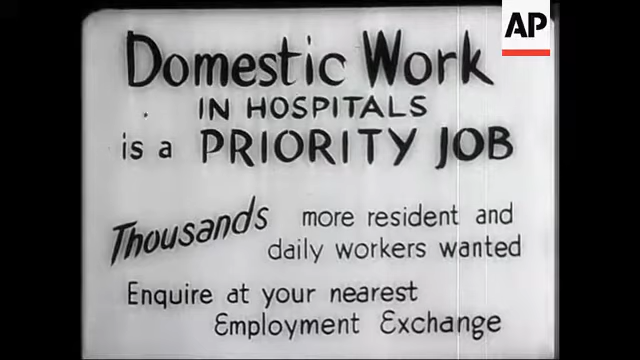 AP
Domestic Work
IN HOSPITALS
is a PRIORITY JOB
Thousands more resident and
daily workers wanted
Enquire at your nearest
Employment Exchange